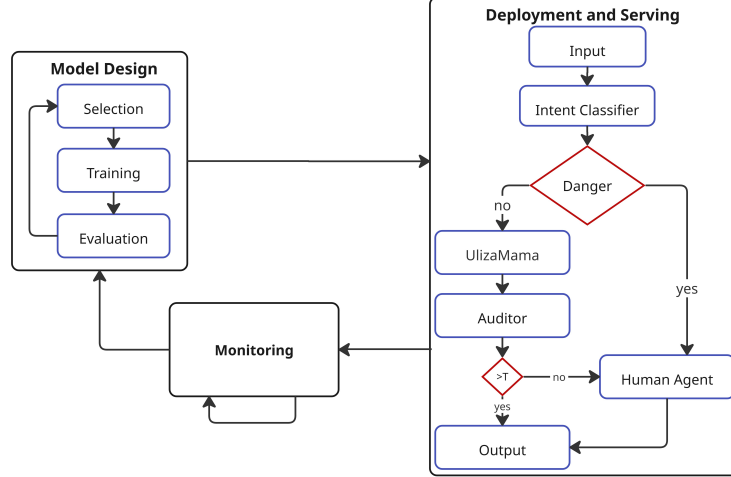 Model Design
Selection
Training
Evaluation
Monitoring
Deployment and Serving
Input
Intent Classifier
Danger
no
yes
UlizaMama
Auditor
>T
no
yes
Human Agent
Output